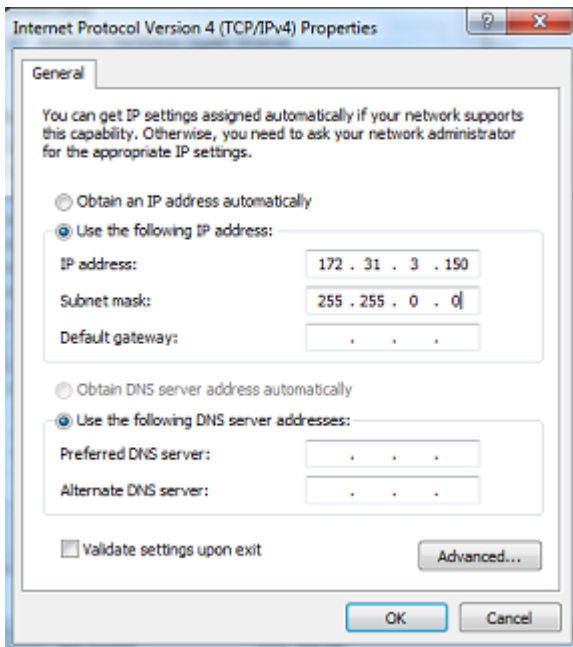 Internet Protocol Version 4 (TCP/IPv4) Properties
General
You can get IP settings assigned automatically if your network supports
this capability. Otherwise, you need to ask your network administrator
for the appropriate IP settings.
Obtain an IP address automatically
Use the following IP address:
IP address: 172 . 31 . 3 . 150
Subnet mask: 255 . 255 . 0 . 0
Default gateway: . . .
Obtain DNS server address automatically
Use the following DNS server addresses:
Preferred DNS server: . . .
Alternate DNS server: . . .
Validate settings upon exit
Advanced...
OK Cancel